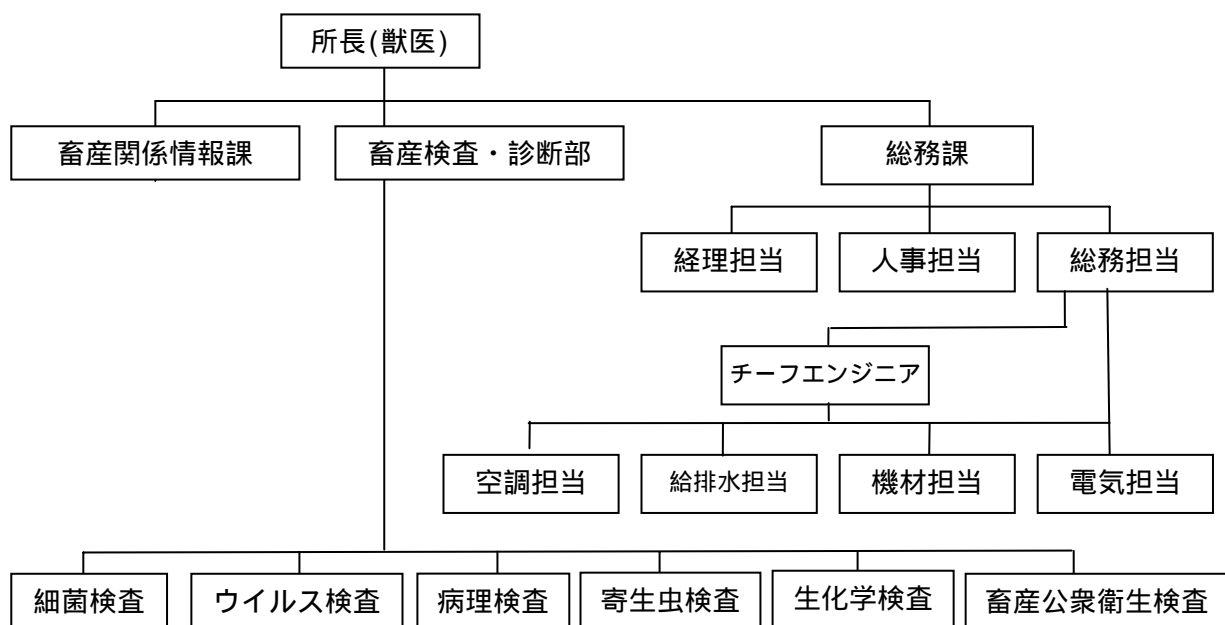 所長(獣医)
畜産関係情報課
畜産検査・診断部
総務課
経理担当
人事担当
総務担当
チーフエンジニア
空調担当
給排水担当
機材担当
電気担当
細菌検査
ウイルス検査
病理検査
寄生虫検査
生化学検査
畜産公衆衛生検査